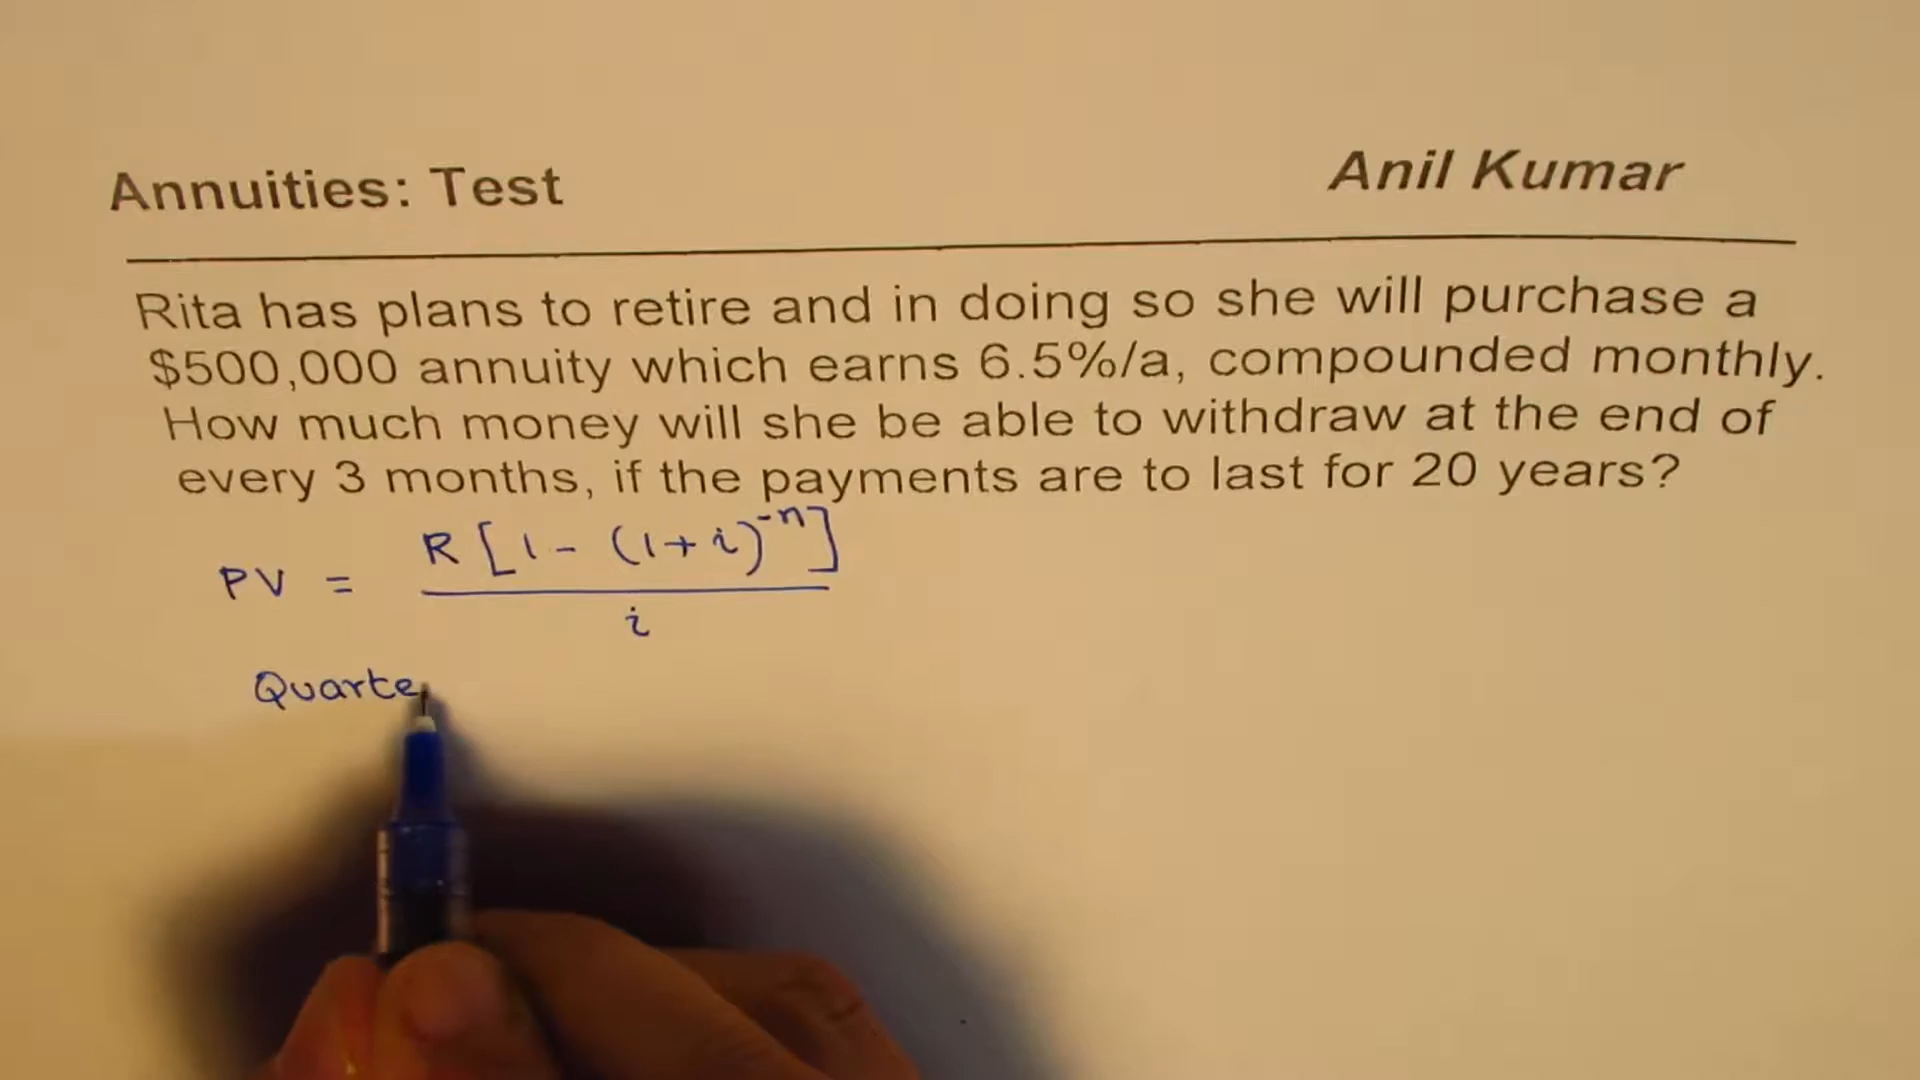 Annuities: Test
Anil Kumar
Rita has plans to retire and in doing so she will purchase a
$500,000 annuity which earns 6.5%/a, compounded monthly.
How much money will she be able to withdraw at the end of
every 3 months, if the payments are to last for 20 years?
PV = R [1 - (1 + i)^-n] / i
Quarte